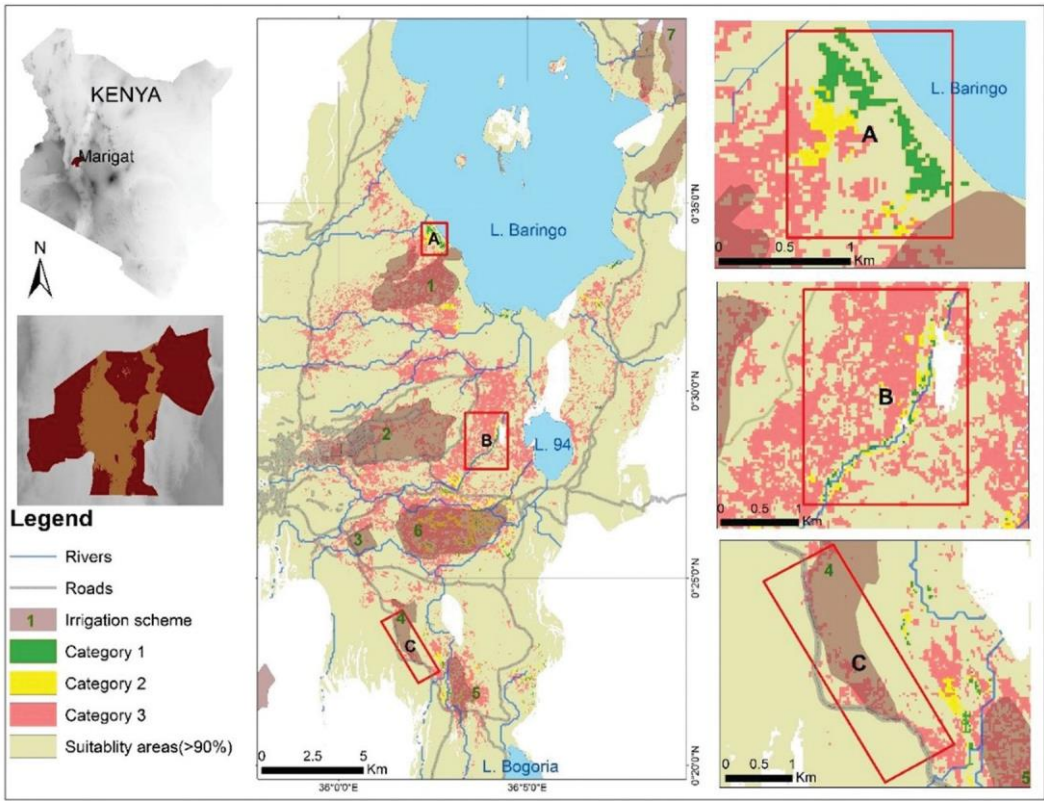 KENYA
Marigat
N
Legend
Rivers
Roads
1 Irrigation scheme
Category 1
Category 2
Category 3
Suitablity areas(>90%)
7
L. Baringo
A
1
2
B
L. 94
3
6
4
C
5
L. Bogoria
0 2.5 5
Km
36°0'0"E
36°5'0"E
0°35'0"N
0°30'0"N
0°25'0"N
0°20'0"N
L. Baringo
A
0 0.5 1
Km
B
0 0.5 1
Km
4
C
5
0 0.5 1
Km